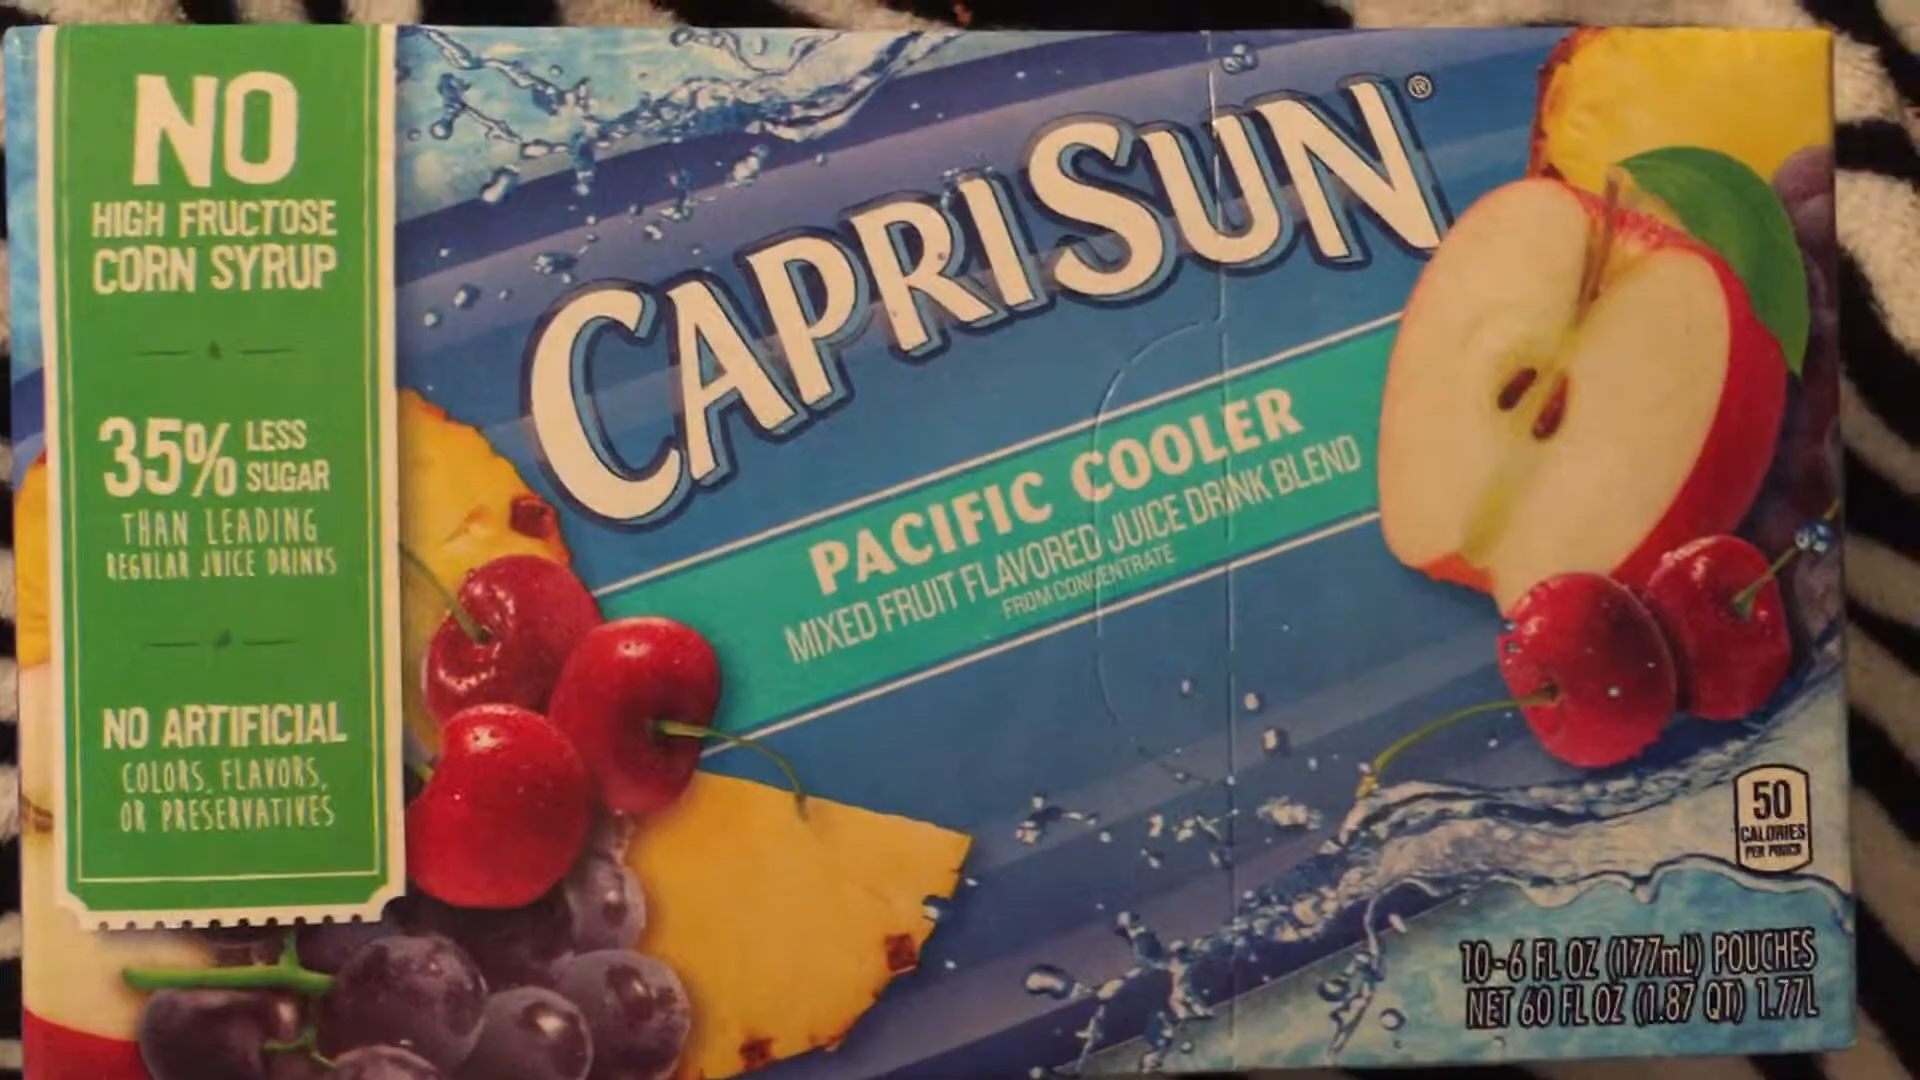 NO
HIGH FRUCTOSE
CORN SYRUP
35% LESS
SUGAR
THAN LEADING
REGULAR JUICE DRINKS
NO ARTIFICIAL
COLORS, FLAVORS,
OR PRESERVATIVES
CAPRI SUN®
PACIFIC COOLER
MIXED FRUIT FLAVORED JUICE DRINK BLEND
FROM CONCENTRATE
50
CALORIES
PER POUCH
10-6 FL OZ (177mL) POUCHES
NET 60 FL OZ (1.87 QT) 1.77L